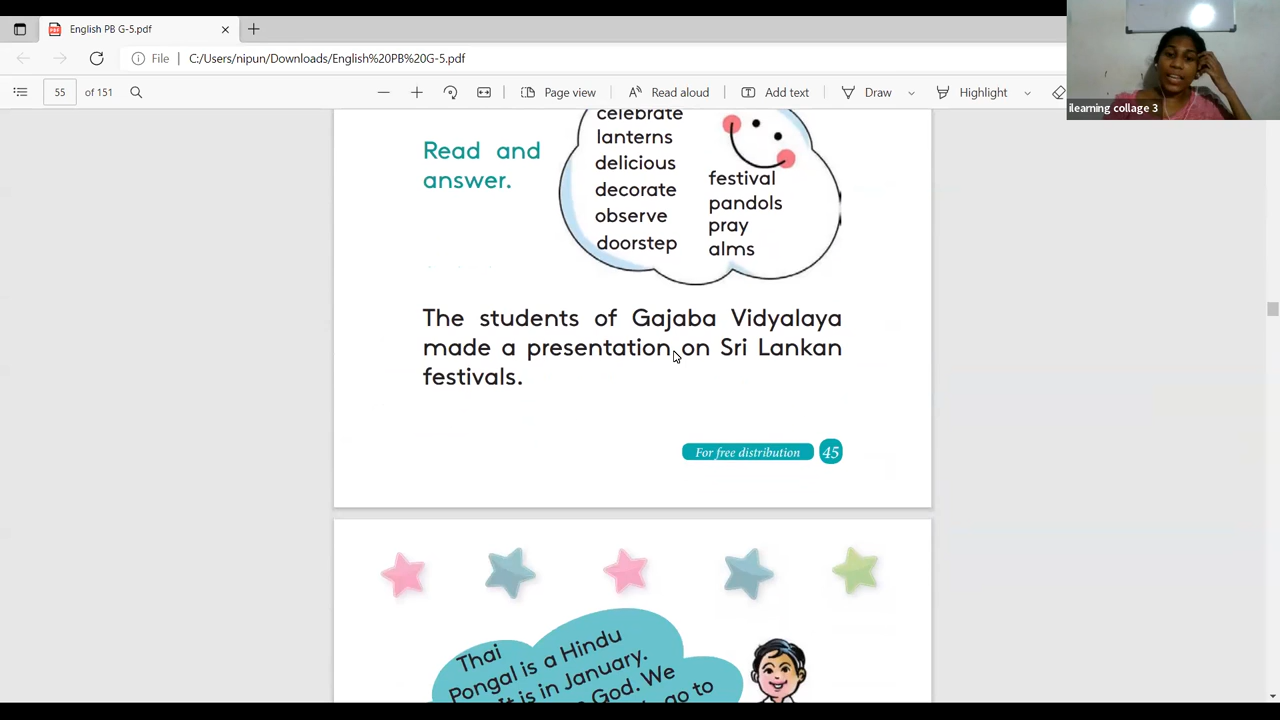 English PB G-5.pdf
File
C:/Users/nipun/Downloads/English%20PB%20G-5.pdf
55
of 151
Page view
Read aloud
Add text
Draw
Highlight
ilearning collage 3
Read and
answer.
celebrate
lanterns
delicious
decorate
observe
doorstep
festival
pandols
pray
alms
The students of Gajaba Vidyalaya
made a presentation on Sri Lankan
festivals.
For free distribution
45
Thai
Pongal is a Hindu
It is in January.
God. We
go to